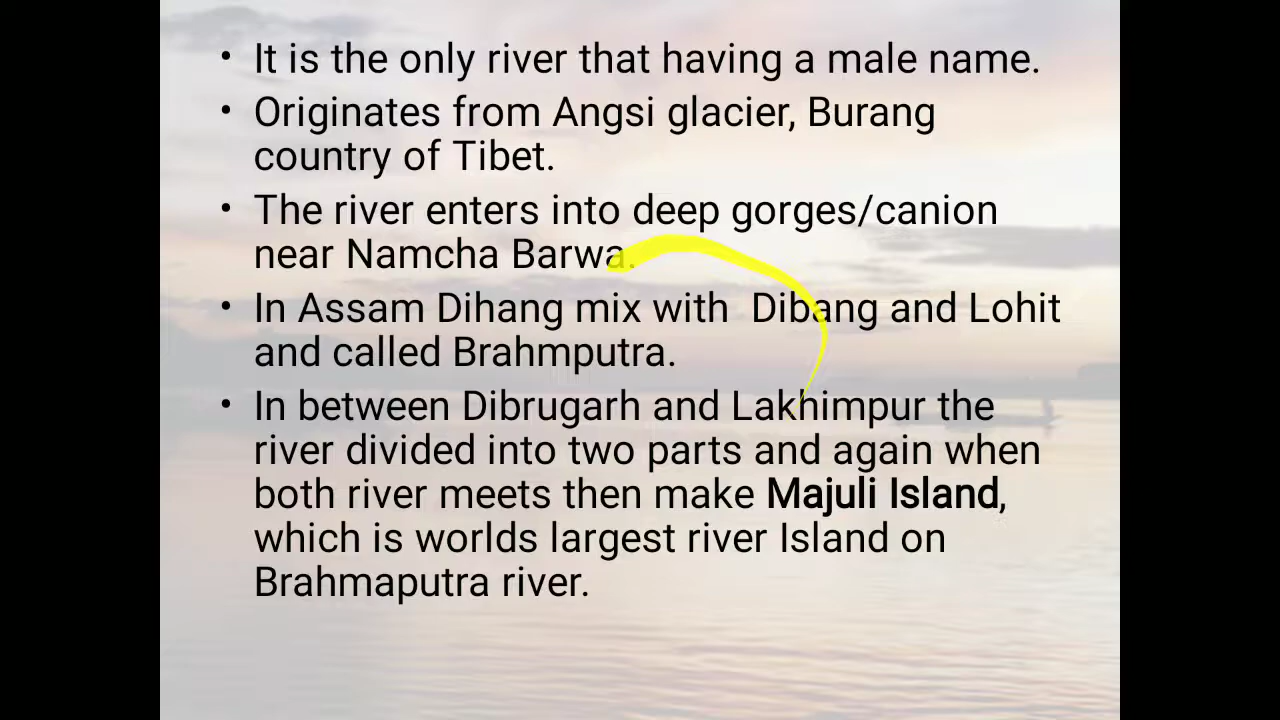 • It is the only river that having a male name.
• Originates from Angsi glacier, Burang
country of Tibet.
• The river enters into deep gorges/canion
near Namcha Barwa.
• In Assam Dihang mix with Dibang and Lohit
and called Brahmputra.
• In between Dibrugarh and Lakhimpur the
river divided into two parts and again when
both river meets then make Majuli Island,
which is worlds largest river Island on
Brahmaputra river.